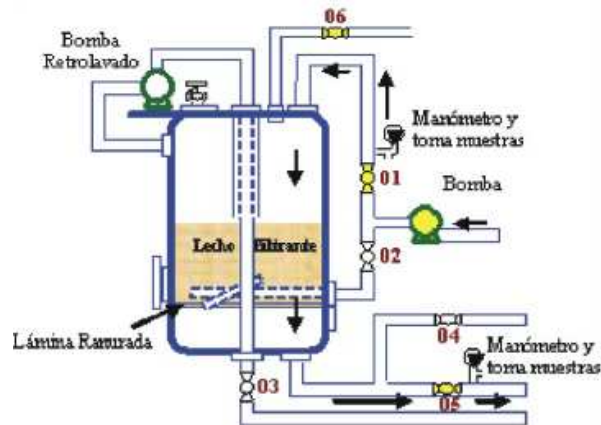 06
Bomba
Retrolavado
Manómetro y
toma muestras
01
Bomba
02
Lecho Filtrante
Lámina Ranurada
04
Manómetro y
toma muestras
03
05